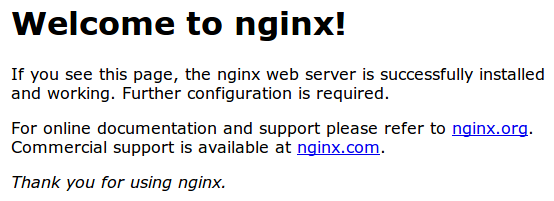 Welcome to nginx!
If you see this page, the nginx web server is successfully installed
and working. Further configuration is required.
For online documentation and support please refer to nginx.org.
Commercial support is available at nginx.com.
Thank you for using nginx.